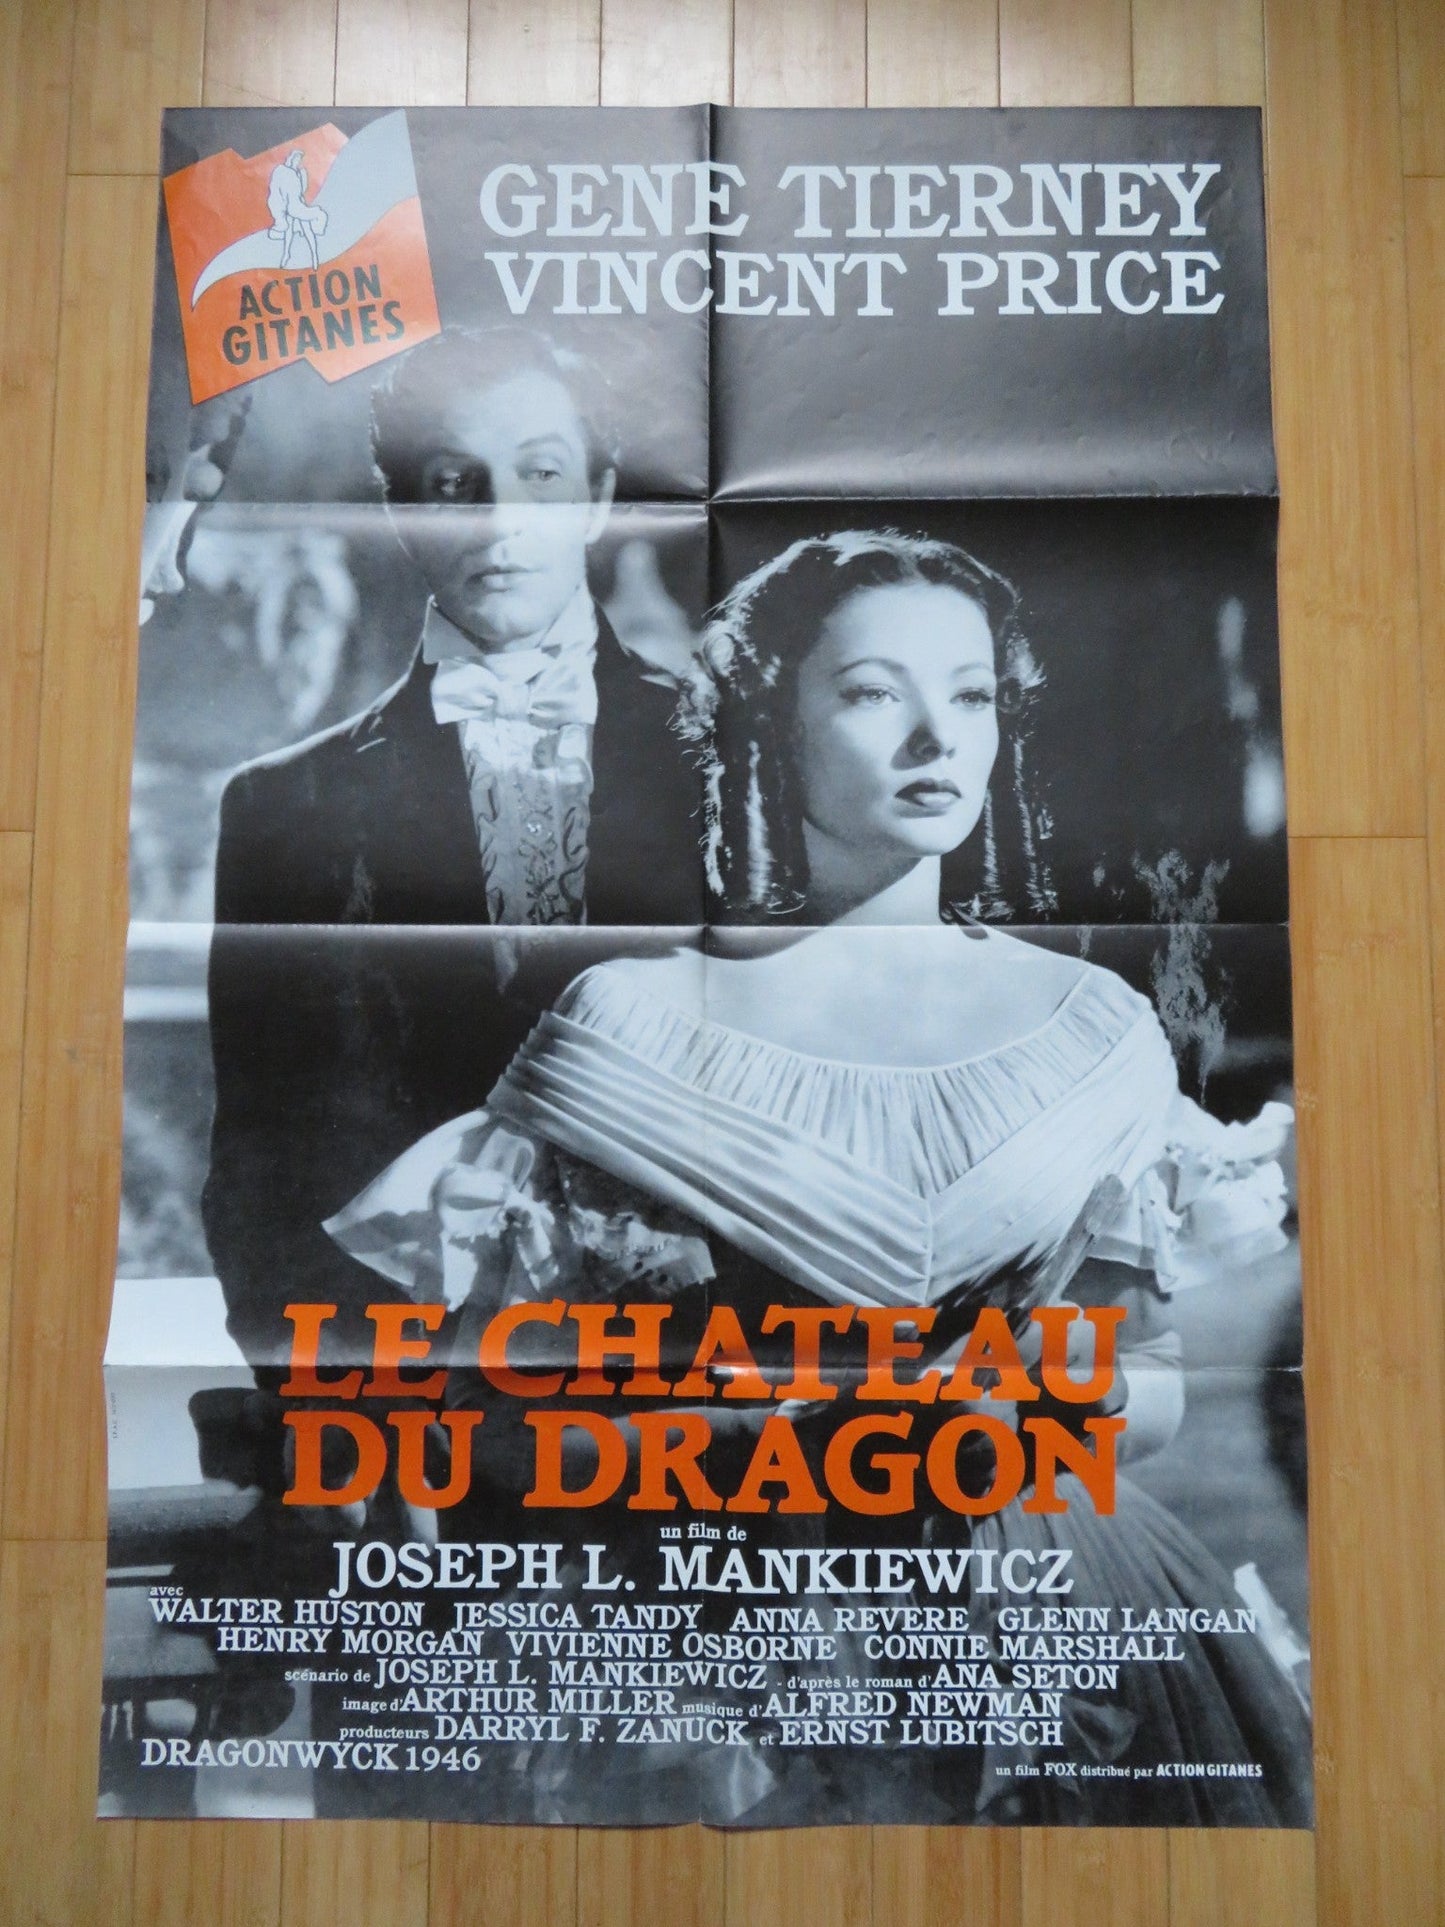 ACTION
GITANES
GENE TIERNEY
VINCENT PRICE
LE CHATEAU
DU DRAGON
un film de
JOSEPH L. MANKIEWICZ
avec
WALTER HUSTON JESSICA TANDY ANNA REVERE GLENN LANGAN
HENRY MORGAN VIVIENNE OSBORNE CONNIE MARSHALL
scénario de JOSEPH L. MANKIEWICZ - d'après le roman d'ANA SETON
image d'ARTHUR MILLER musique d'ALFRED NEWMAN
producteurs DARRYL F. ZANUCK et ERNST LUBITSCH
DRAGONWYCK 1946
un film FOX distribué par ACTION GITANES